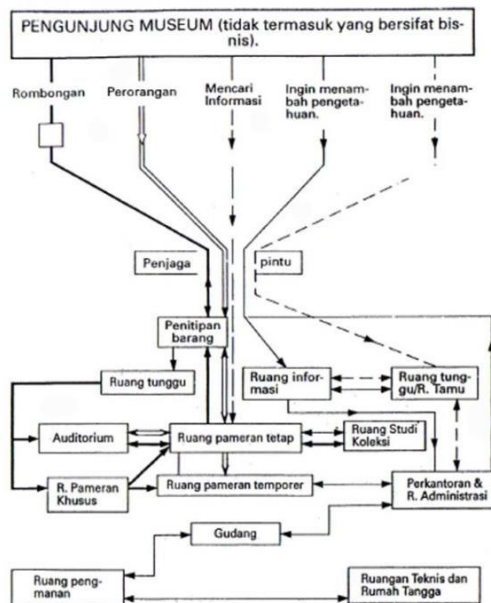 PENGUNJUNG MUSEUM (tidak termasuk yang bersifat bis-
nis).
Rombongan
Perorangan
Mencari
Informasi
Ingin menam-
bah pengeta-
huan.
Ingin menam-
bah pengeta-
huan.
Penjaga
pintu
Penitipan
barang
Ruang tunggu
Ruang infor-
masi
Ruang tung-
gu/R. Tamu
Auditorium
Ruang pameran tetap
Ruang Studi
Koleksi
R. Pameran
Khusus
Ruang pameran temporer
Perkantoran &
R. Administrasi
Gudang
Ruang peng-
manan
Ruangan Teknis dan
Rumah Tangga